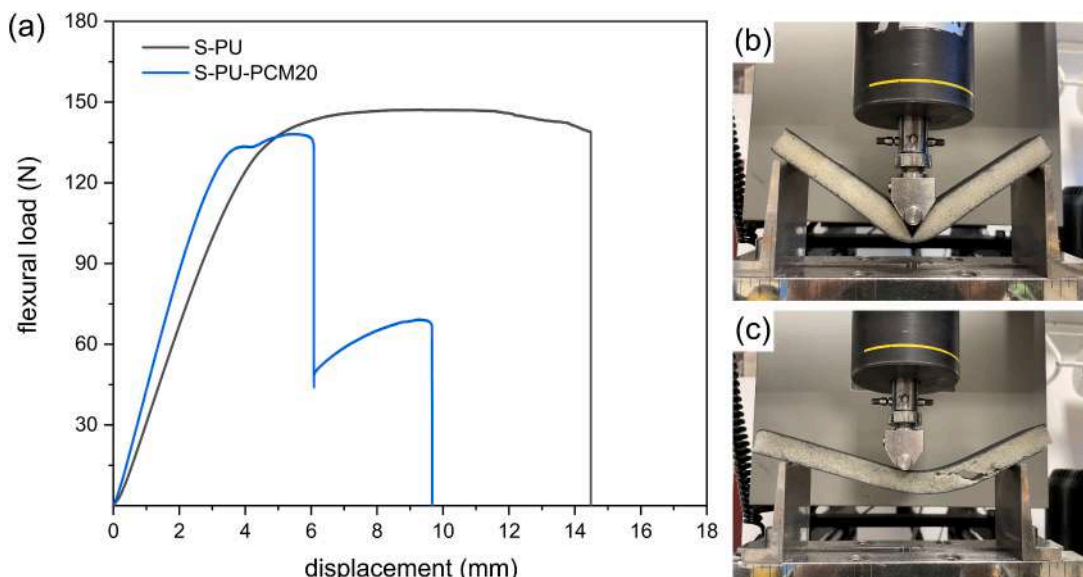 (a)
180
150
120
90
60
30
0
2
4
6
8
10
12
14
16
18
flexural load (N)
displacement (mm)
S-PU
S-PU-PCM20
(b)
(c)